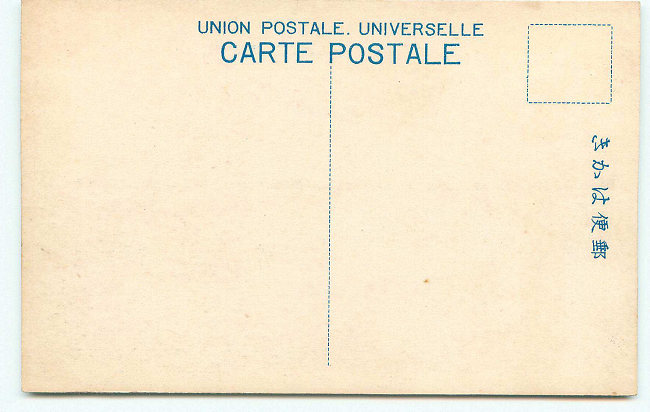 UNION POSTALE. UNIVERSELLE
CARTE POSTALE
きかは便郵